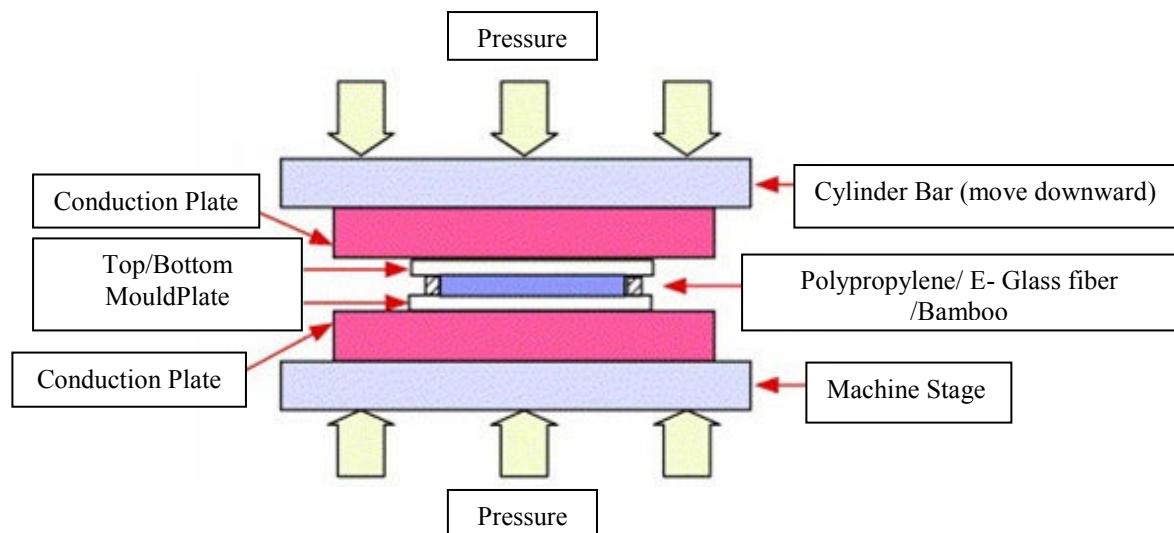 Pressure
Conduction Plate
Cylinder Bar (move downward)
Top/Bottom
MouldPlate
Polypropylene/ E- Glass fiber
/Bamboo
Conduction Plate
Machine Stage
Pressure